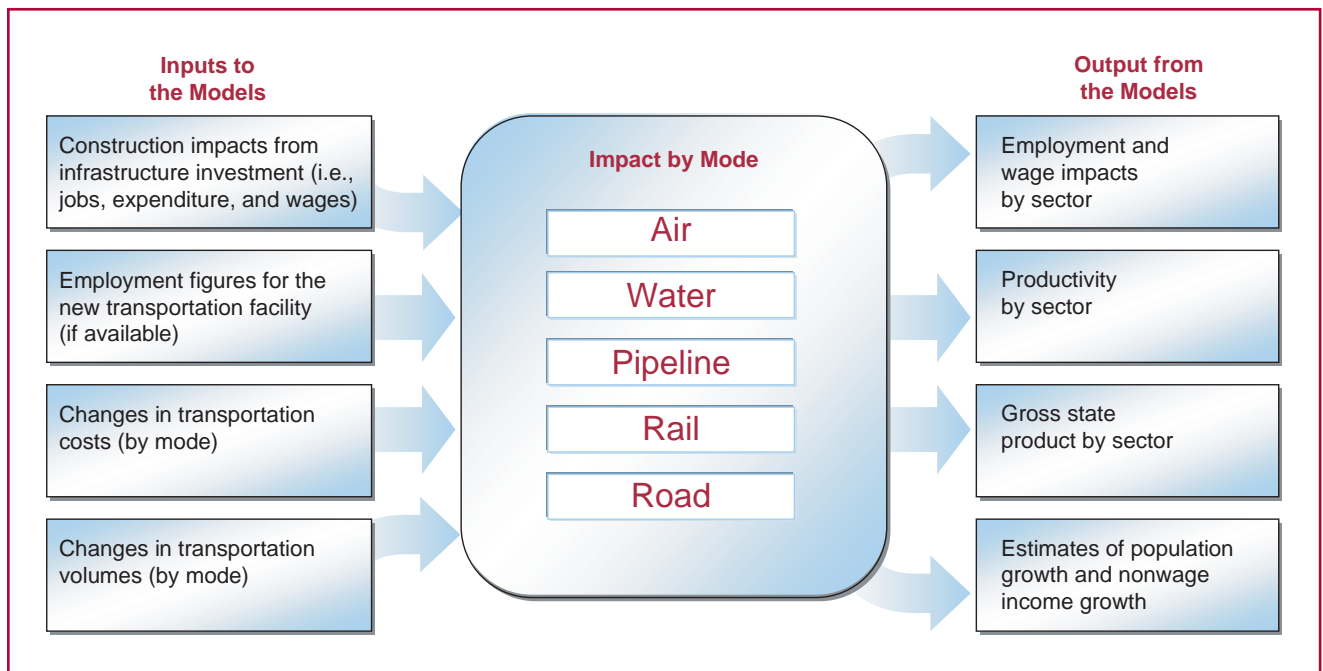 Inputs to
the Models
Construction impacts from
infrastructure investment (i.e.,
jobs, expenditure, and wages)
Employment figures for the
new transportation facility
(if available)
Changes in transportation
costs (by mode)
Changes in transportation
volumes (by mode)
Impact by Mode
Air
Water
Pipeline
Rail
Road
Output from
the Models
Employment and
wage impacts
by sector
Productivity
by sector
Gross state
product by sector
Estimates of population
growth and nonwage
income growth